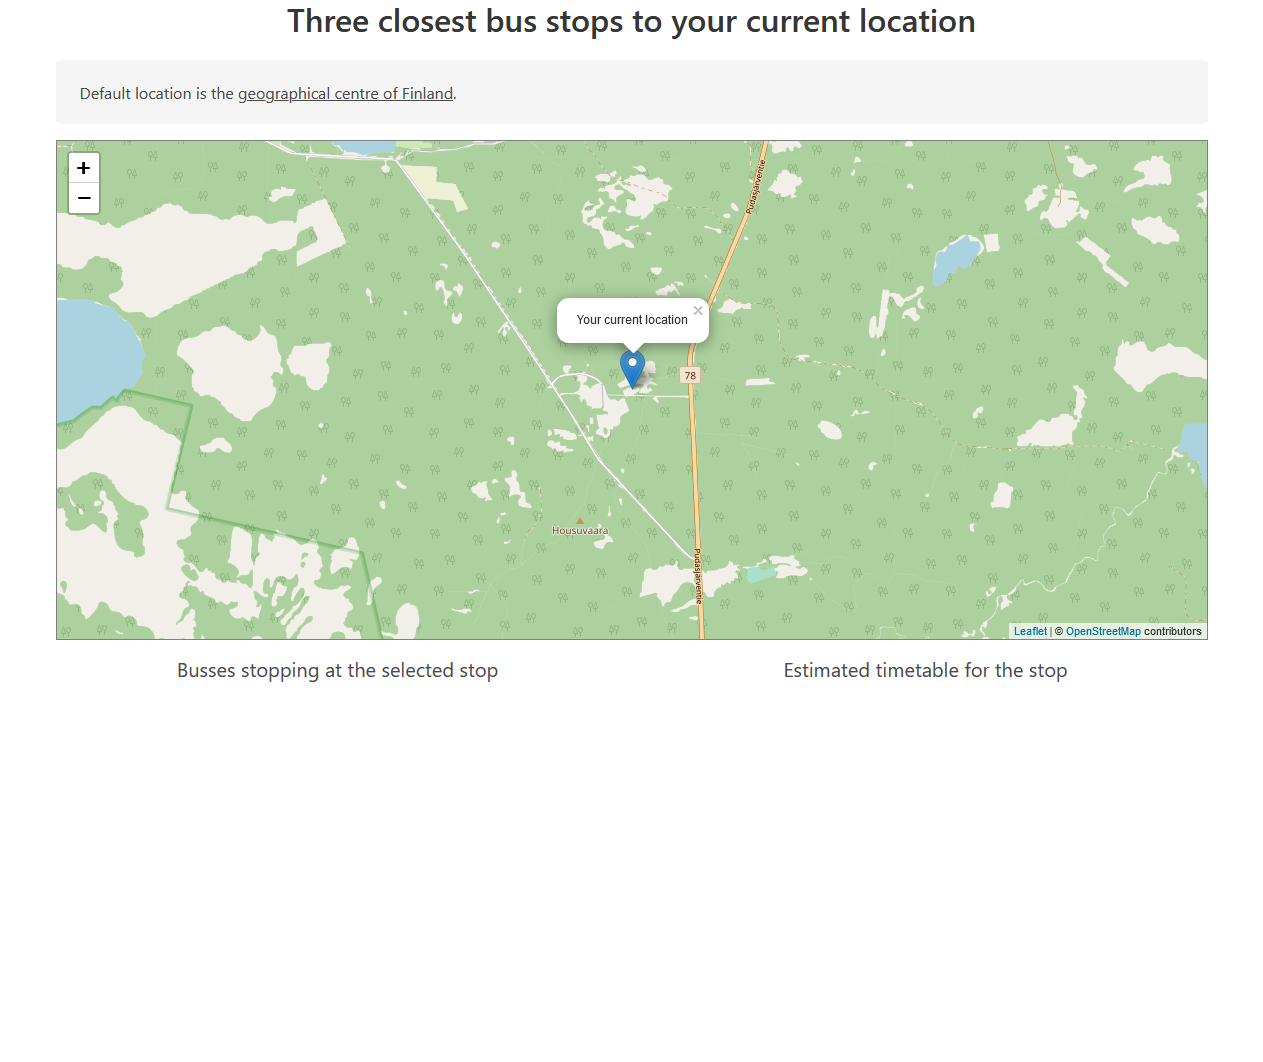 Three closest bus stops to your current location
Default location is the geographical centre of Finland.
+
−
Pudasjärventie
Your current location
×
78
Housuvaara
Pudasjärventie
Leaflet | © OpenStreetMap contributors
Busses stopping at the selected stop
Estimated timetable for the stop